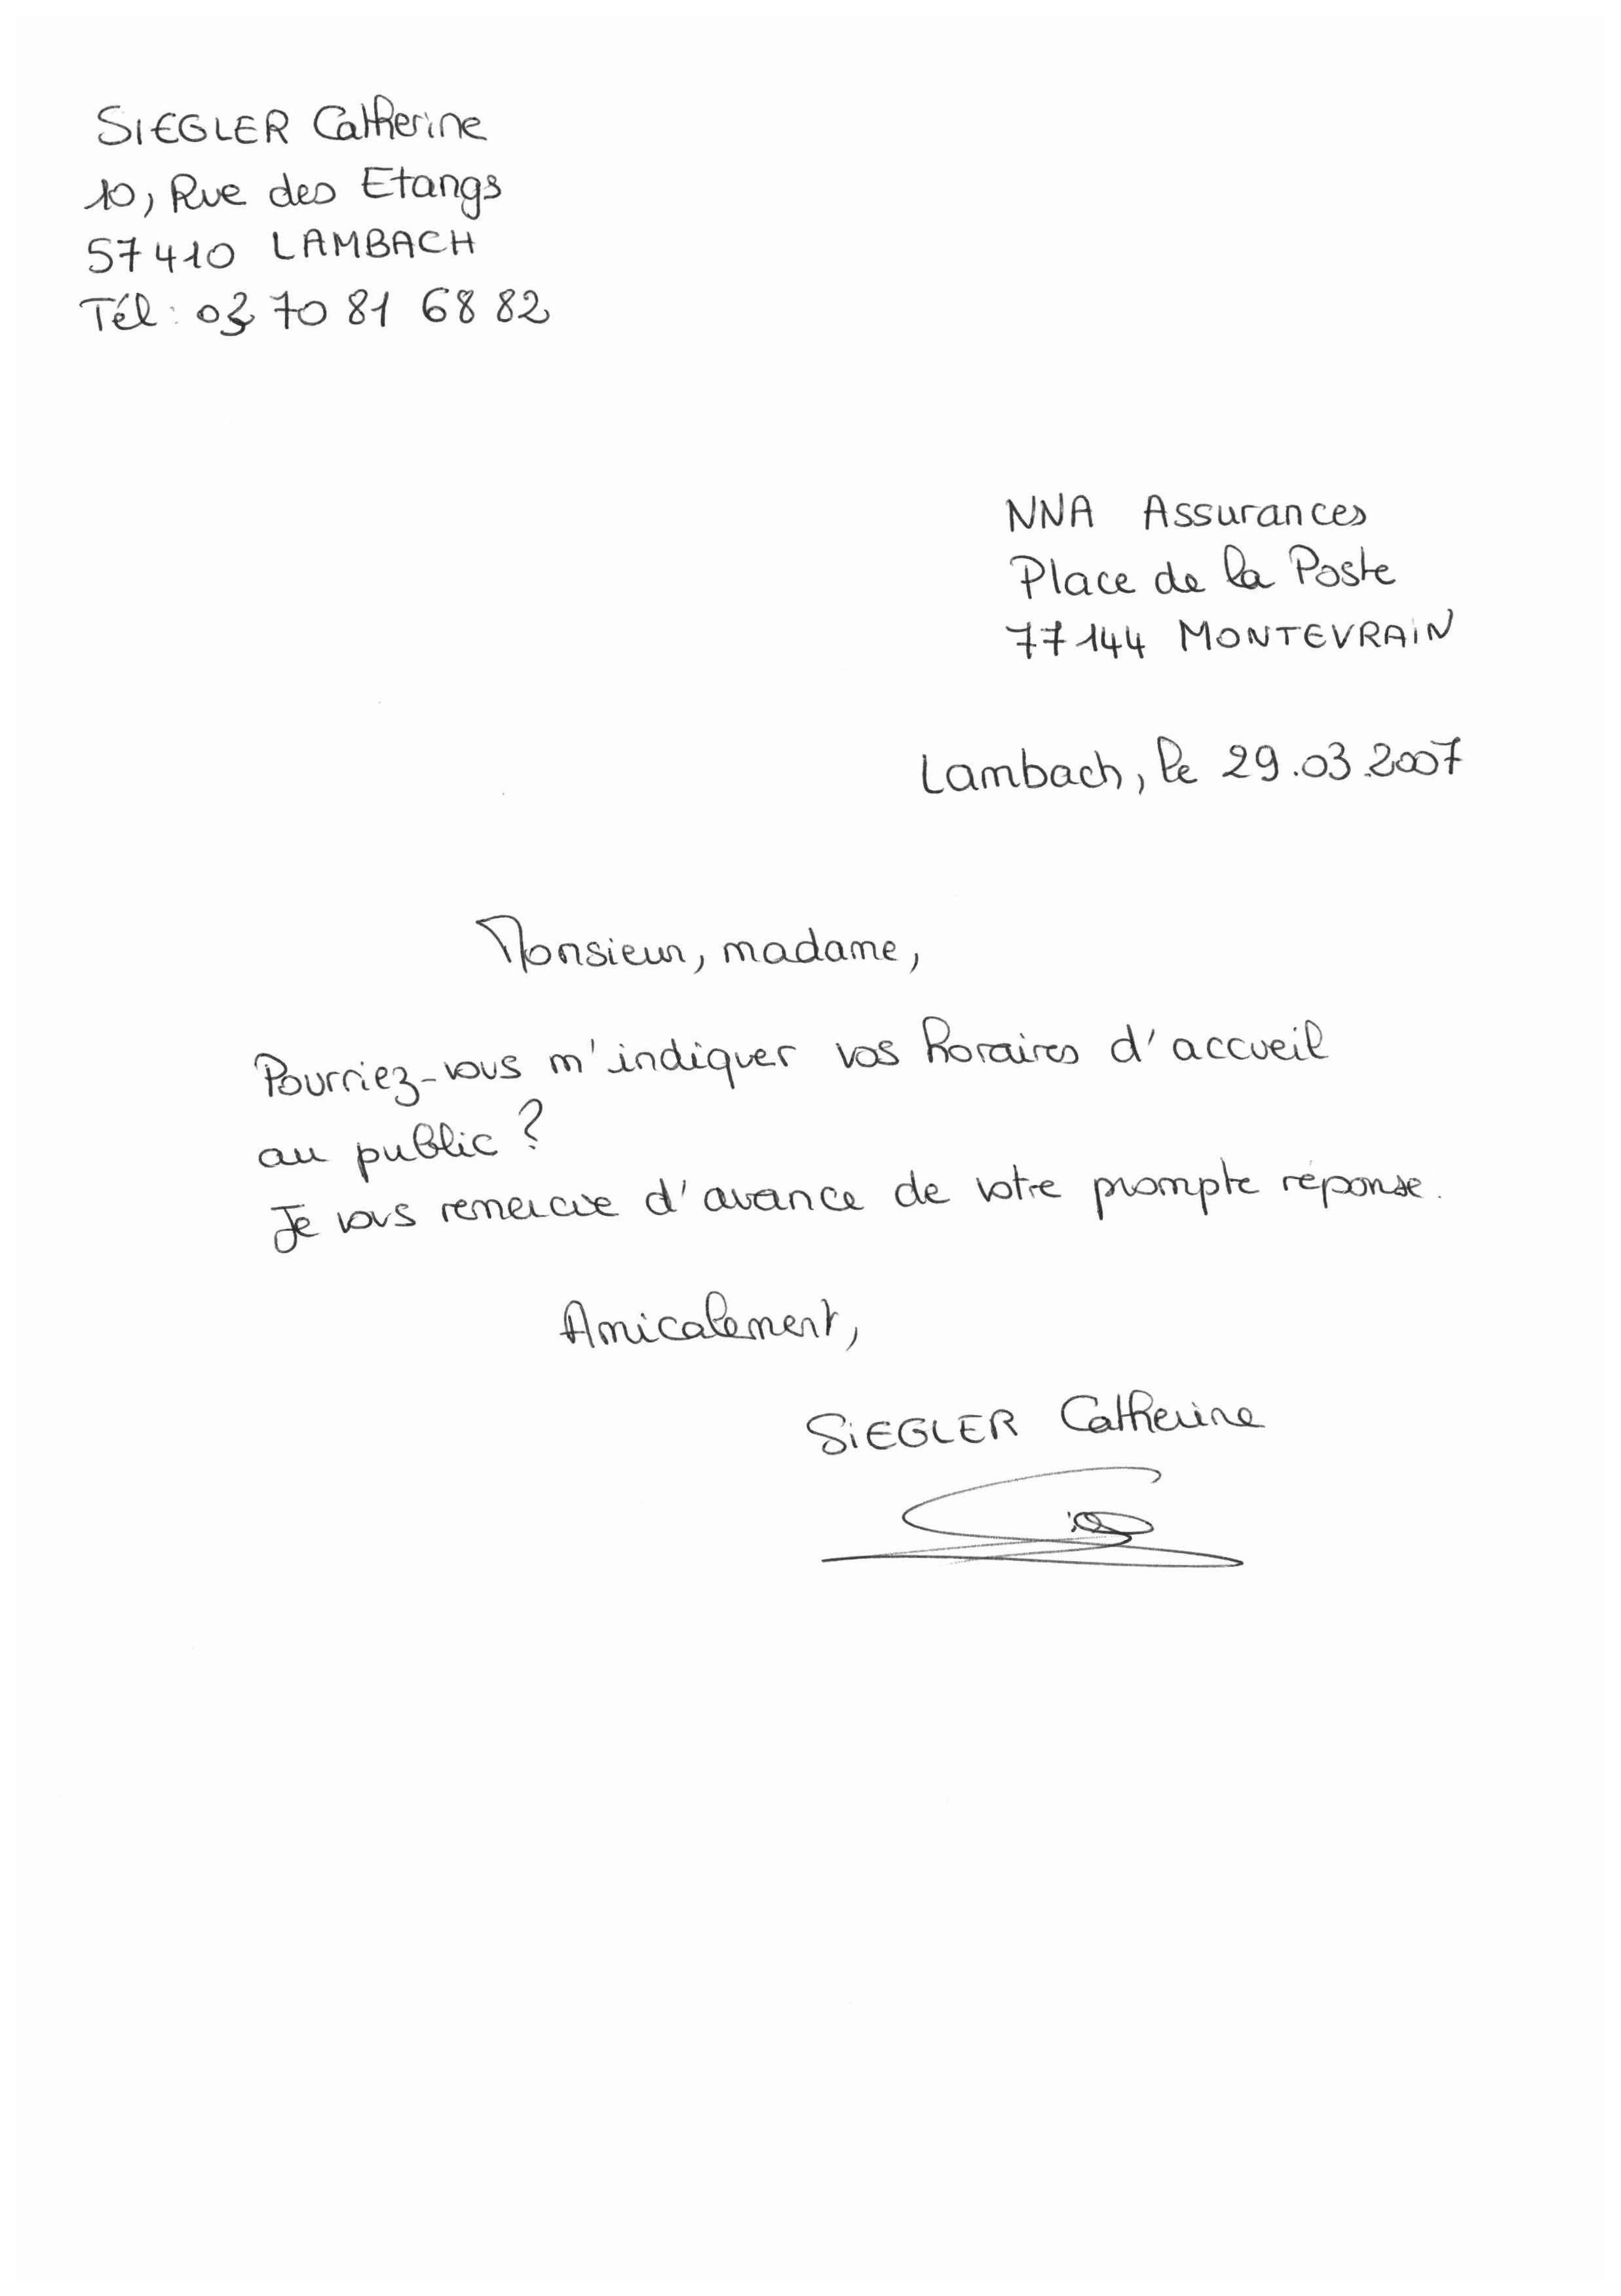 SIEGLER Catherine
10, Rue des Etangs
57410 LAMBACH
Tél : 03 70 81 68 82
NNA Assurances
Place de la Poste
77144 MONTEVRAIN
Lambach, le 29.03.2007
Monsieur, madame,
Pourriez-vous m'indiquer vos horaires d'accueil
au public ?
Je vous remercie d'avance de votre prompte réponse.
Amicalement,
SIEGLER Catherine